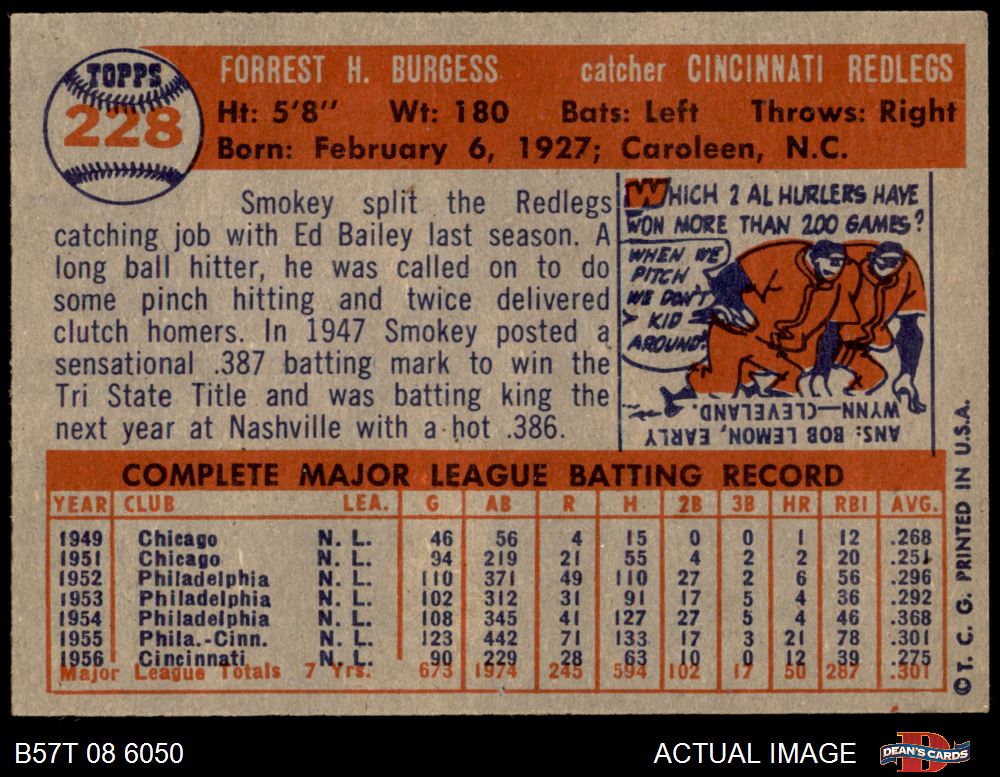 TOPPS
228
FORREST H. BURGESS catcher CINCINNATI REDLEGS
Ht: 5'8'' Wt: 180 Bats: Left Throws: Right
Born: February 6, 1927; Caroleen, N.C.
Smokey split the Redlegs
catching job with Ed Bailey last season. A
long ball hitter, he was called on to do
some pinch hitting and twice delivered
clutch homers. In 1947 Smokey posted a
sensational .387 batting mark to win the
Tri State Title and was batting king the
next year at Nashville with a hot .386.
WHICH 2 AL HURLERS HAVE
WON MORE THAN 200 GAMES?
WHEN WE
PITCH
WE DON'T
KID
AROUND.
ANS: BOB LEMON, EARLY
WYNN—CLEVELAND.
COMPLETE MAJOR LEAGUE BATTING RECORD
YEAR CLUB LEA. G AB R H 2B 3B HR RBI AVG.
1949 Chicago N. L. 46 56 4 15 0 0 1 12 .268
1951 Chicago N. L. 94 219 21 55 4 2 2 20 .251
1952 Philadelphia N. L. 110 371 49 110 27 2 6 56 .296
1953 Philadelphia N. L. 102 312 31 91 17 5 4 36 .292
1954 Philadelphia N. L. 108 345 41 127 27 5 4 46 .368
1955 Phila.-Cinn. N. L. 123 442 71 133 17 3 21 78 .301
1956 Cincinnati N. L. 90 229 28 63 10 0 12 39 .275
Major League Totals 7 Yrs. 673 1974 245 594 102 17 50 287 .301
© T. C. G. PRINTED IN U.S.A.
B57T 08 6050
ACTUAL IMAGE
D
DEAN'S CARDS